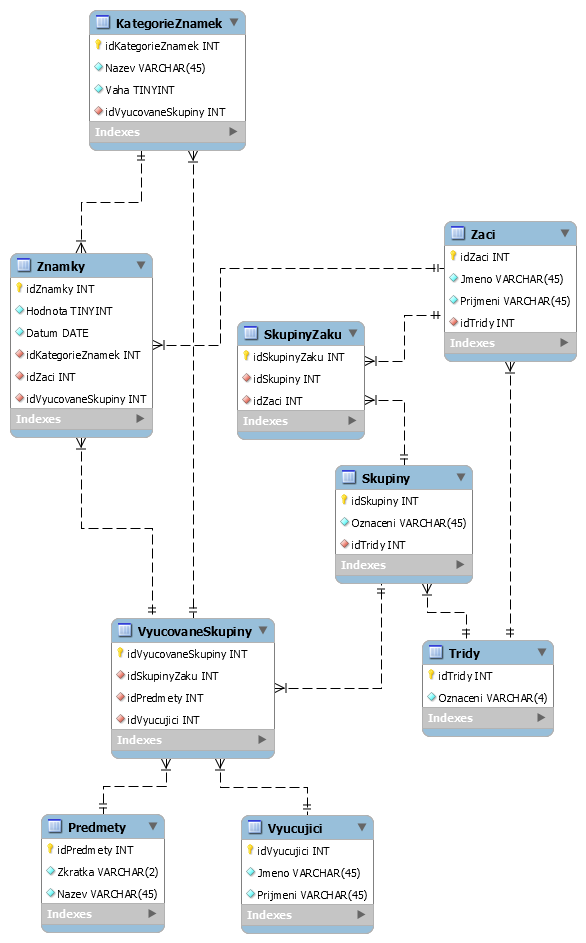 KategorieZnamek
idKategorieZnamek INT
Nazev VARCHAR(45)
Vaha TINYINT
idVyucovaneSkupiny INT
Indexes
Znamky
idZnamky INT
Hodnota TINYINT
Datum DATE
idKategorieZnamek INT
idZaci INT
idVyucovaneSkupiny INT
Indexes
Zaci
idZaci INT
Jmeno VARCHAR(45)
Prijmeni VARCHAR(45)
idTridy INT
Indexes
SkupinyZaku
idSkupinyZaku INT
idSkupiny INT
idZaci INT
Indexes
Skupiny
idSkupiny INT
Oznaceni VARCHAR(45)
idTridy INT
Indexes
VyucovaneSkupiny
idVyucovaneSkupiny INT
idSkupinyZaku INT
idPredmety INT
idVyucujici INT
Indexes
Tridy
idTridy INT
Oznaceni VARCHAR(4)
Indexes
Predmety
idPredmety INT
Zkratka VARCHAR(2)
Nazev VARCHAR(45)
Indexes
Vyucujici
idVyucujici INT
Jmeno VARCHAR(45)
Prijmeni VARCHAR(45)
Indexes